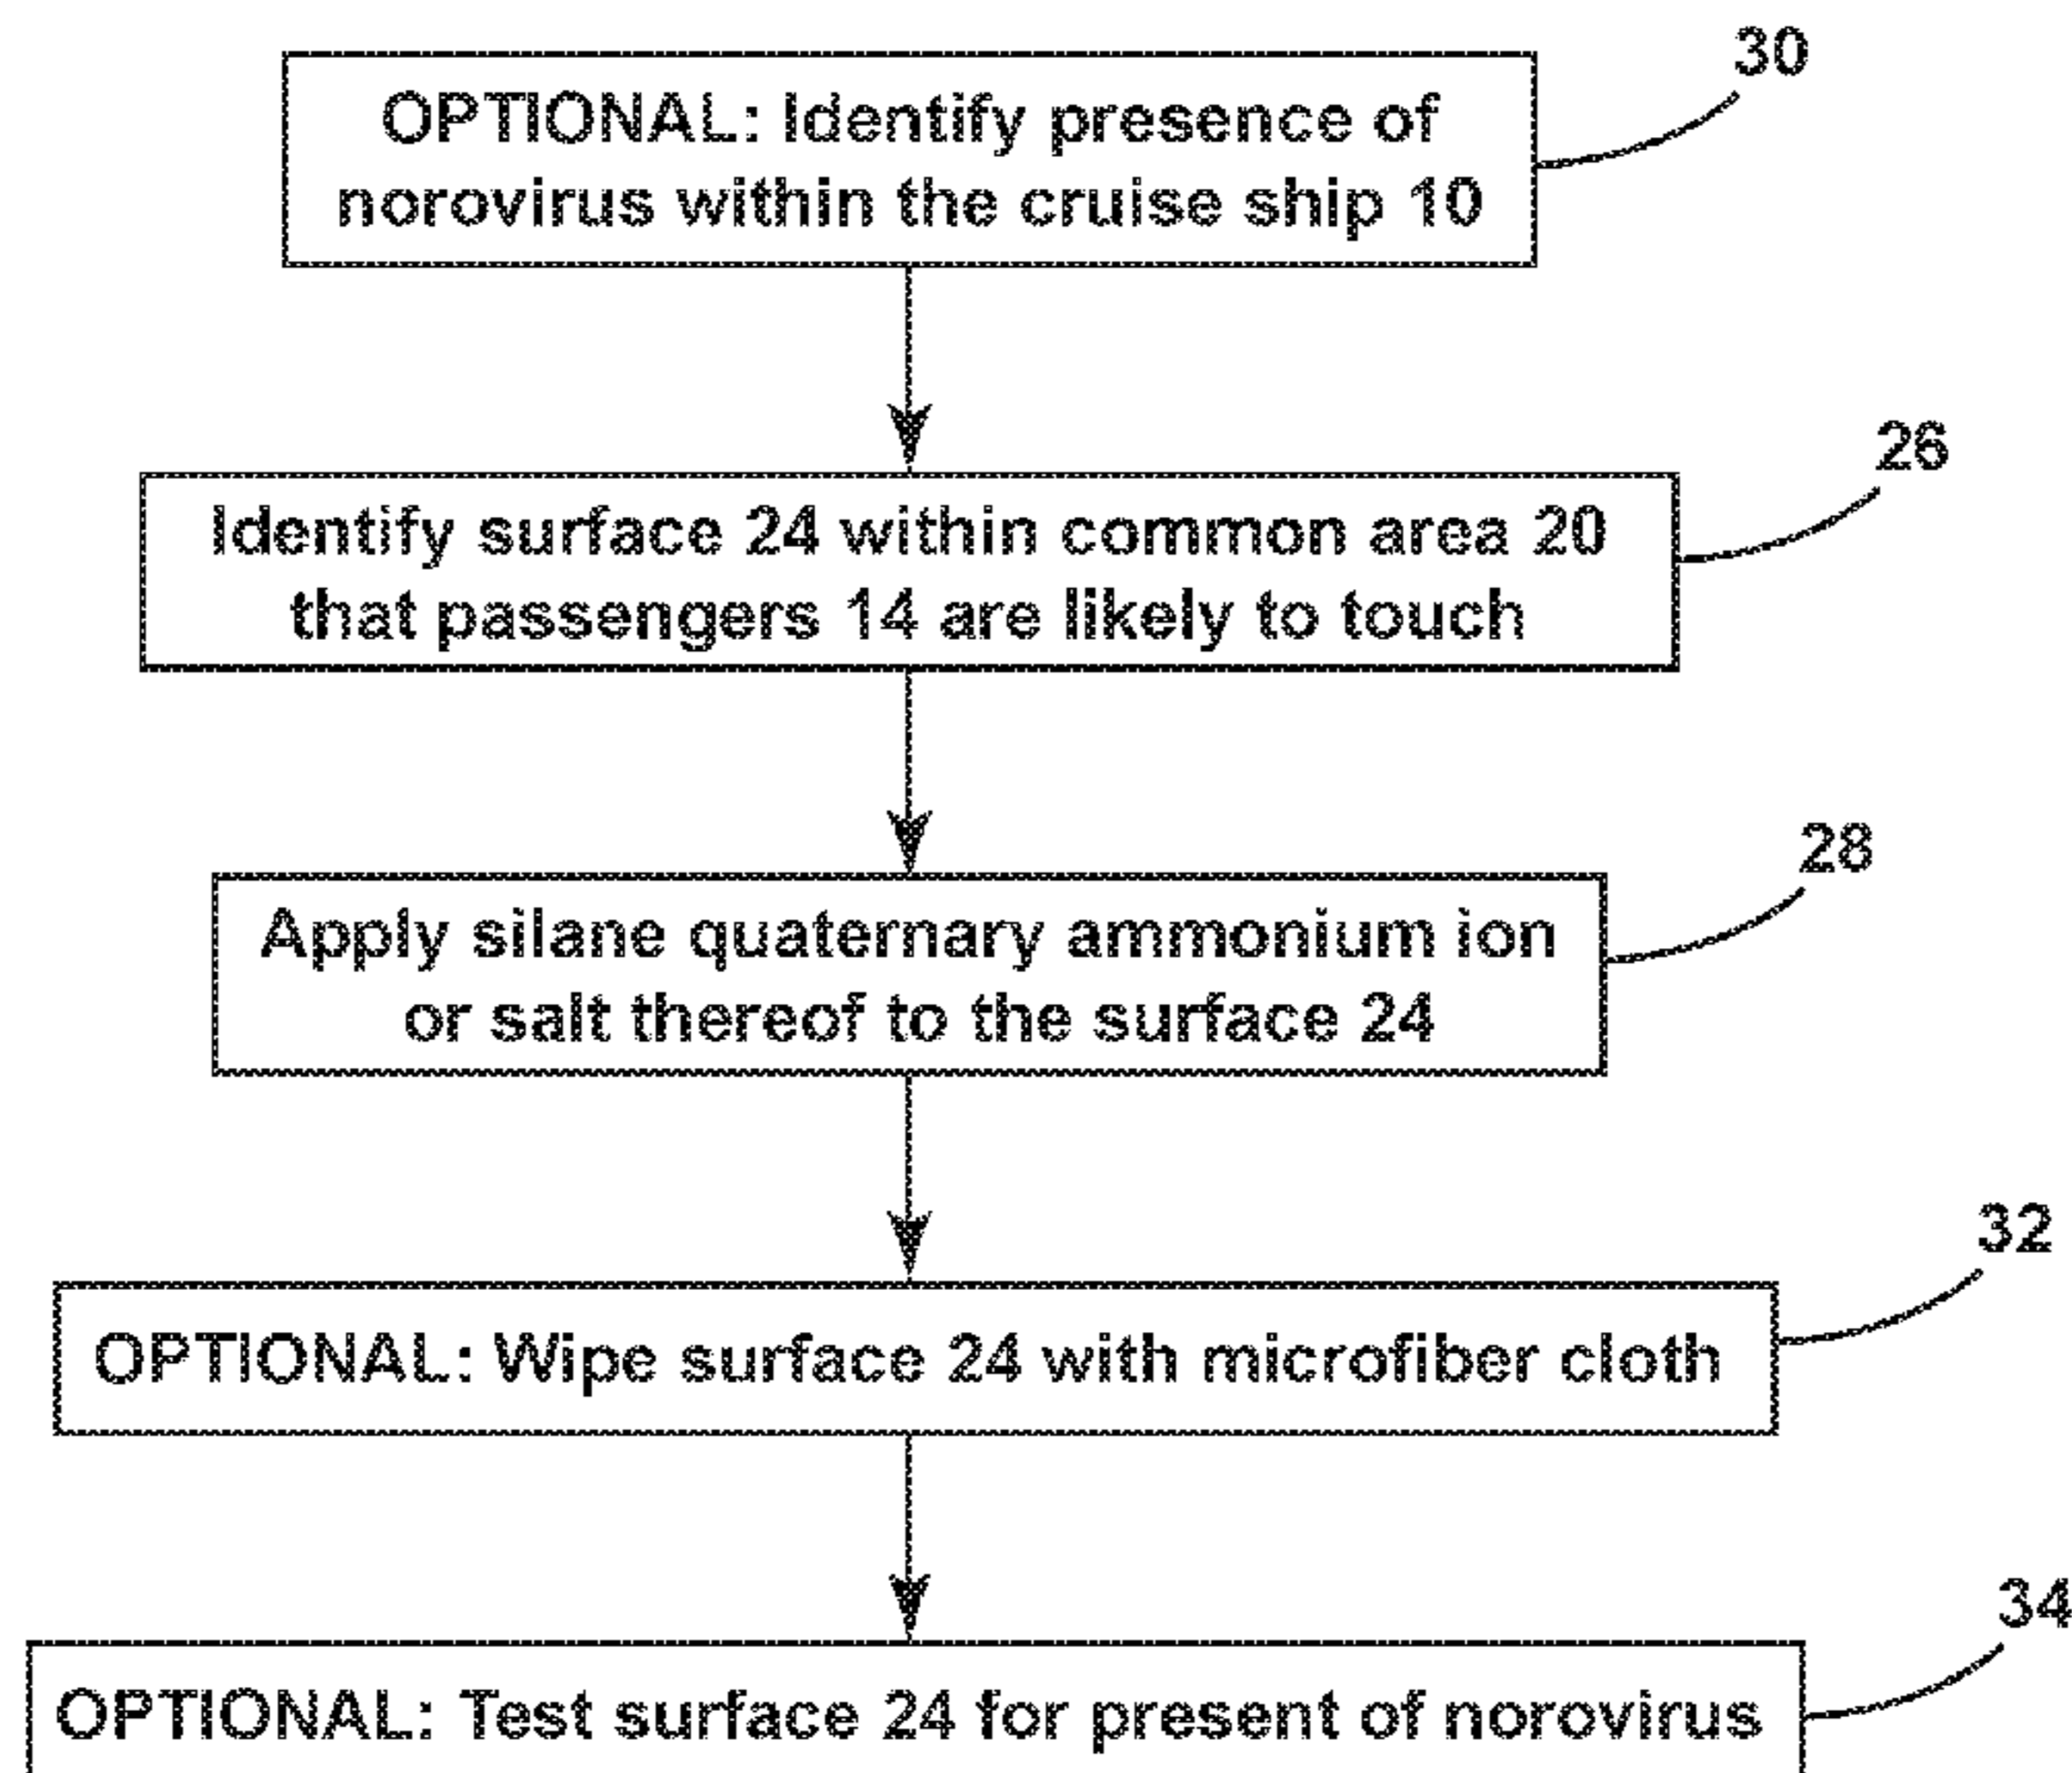 30
OPTIONAL: Identify presence of
norovirus within the cruise ship 10
26
Identify surface 24 within common area 20
that passengers 14 are likely to touch
28
Apply silane quaternary ammonium ion
or salt thereof to the surface 24
32
OPTIONAL: Wipe surface 24 with microfiber cloth
34
OPTIONAL: Test surface 24 for present of norovirus